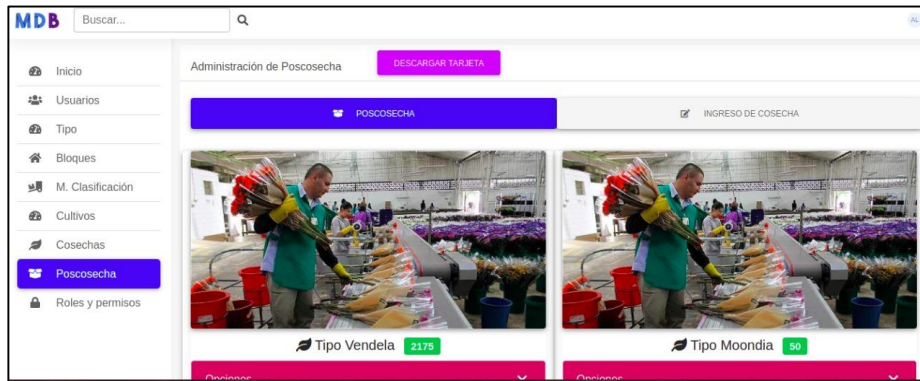 MDB Buscar... AL
Inicio
Usuarios
Tipo
Bloques
M. Clasificación
Cultivos
Cosechas
Poscosecha
Roles y permisos
Administración de Poscosecha DESCARGAR TARJETA
POSCOSECHA INGRESO DE COSECHA
Tipo Vendela 2175 Tipo Moondia 50
Opciones Opciones